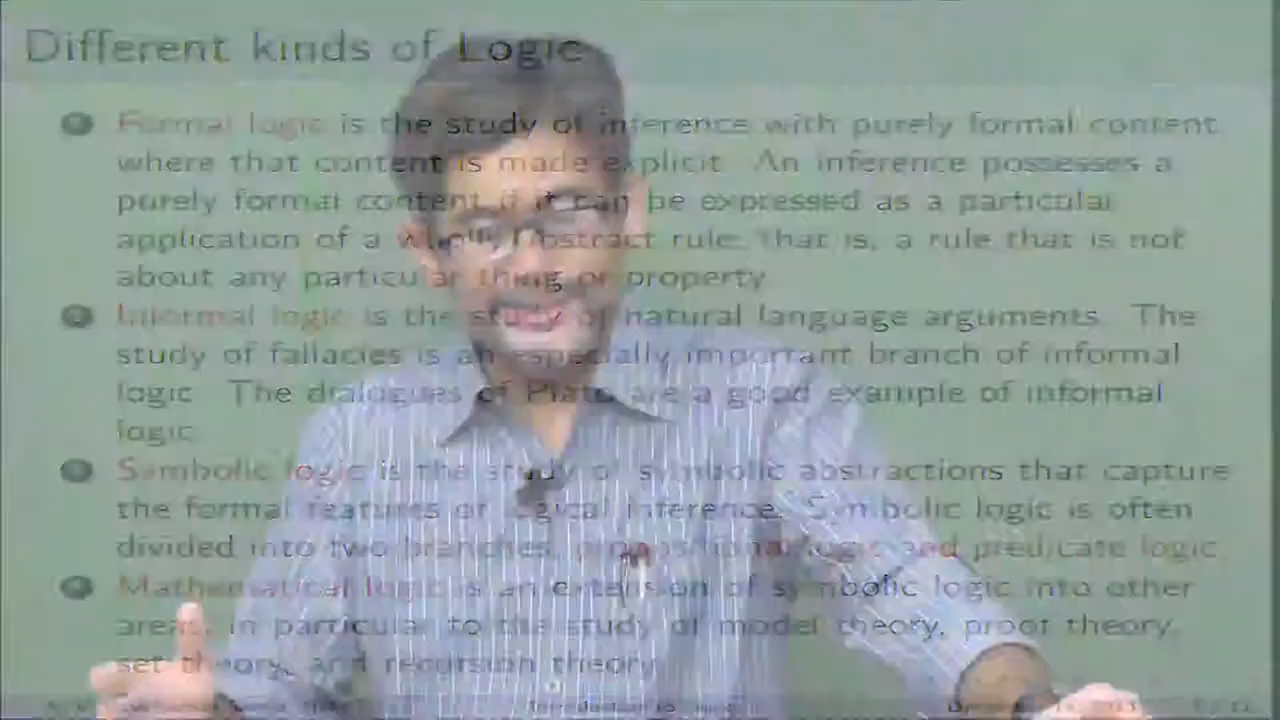 Different kinds of Logic
Formal logic is the study of inference with purely formal content
where that content is made explicit. An inference possesses a
purely formal content if it can be expressed as a particular
application of a wholly abstract rule, that is, a rule that is not
about any particular thing or property
Informal logic is the study of natural language arguments. The
study of fallacies is an especially important branch of informal
logic. The dialogues of Plato are a good example of informal
logic.
Symbolic logic is the study of symbolic abstractions that capture
the formal features of logical inference. Symbolic logic is often
divided into two branches, propositional logic and predicate logic.
Mathematical logic is an extension of symbolic logic into other
areas, in particular to the study of model theory, proof theory,
set theory, and recursion theory.